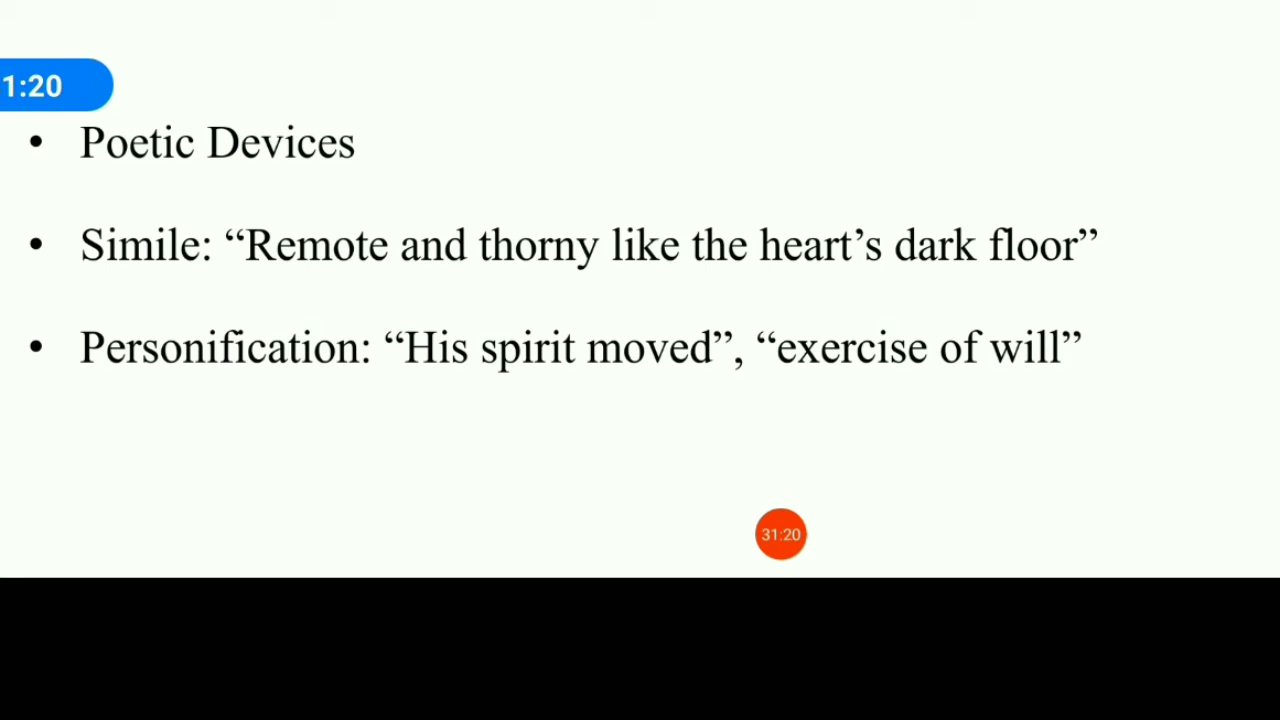 1:20
• Poetic Devices
• Simile: “Remote and thorny like the heart’s dark floor”
• Personification: “His spirit moved”, “exercise of will”
31:20